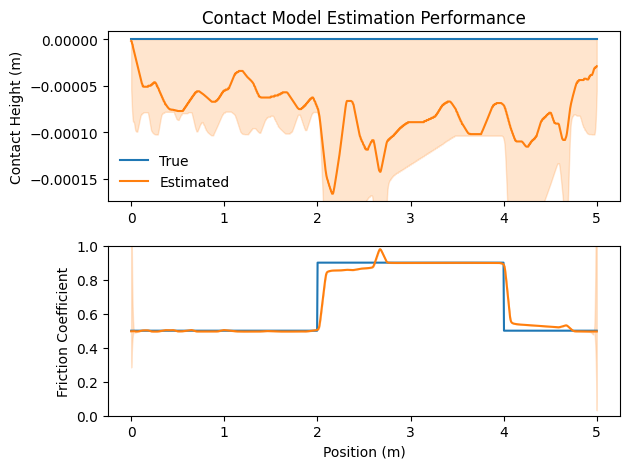 Contact Model Estimation Performance
Contact Height (m)
0.00000
−0.00005
−0.00010
−0.00015
True
Estimated
0 1 2 3 4 5
Friction Coefficient
1.0
0.8
0.6
0.4
0.2
0.0
0 1 2 3 4 5
Position (m)